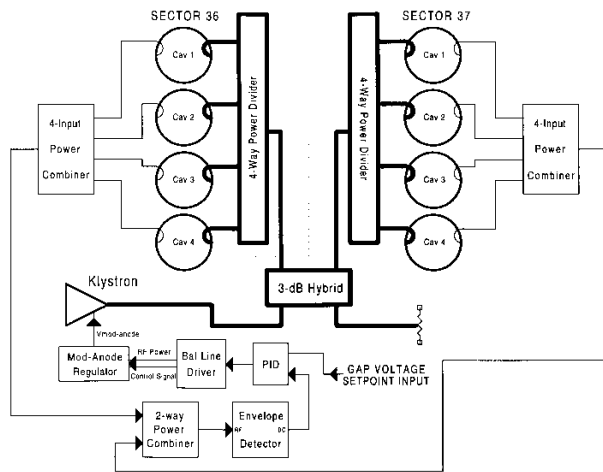 SECTOR 36
SECTOR 37
Cav 1
Cav 2
Cav 3
Cav 4
4-Input
Power
Combiner
4-Way Power Divider
4-Way Power Divider
Cav 1
Cav 2
Cav 3
Cav 4
4-Input
Power
Combiner
3-dB Hybrid
Klystron
Vmod-anode
Mod-Anode
Regulator
RF Power
Control Signal
Bal Line
Driver
PID
GAP VOLTAGE
SETPOINT INPUT
2-way
Power
Combiner
Envelope
RF DC
Detector